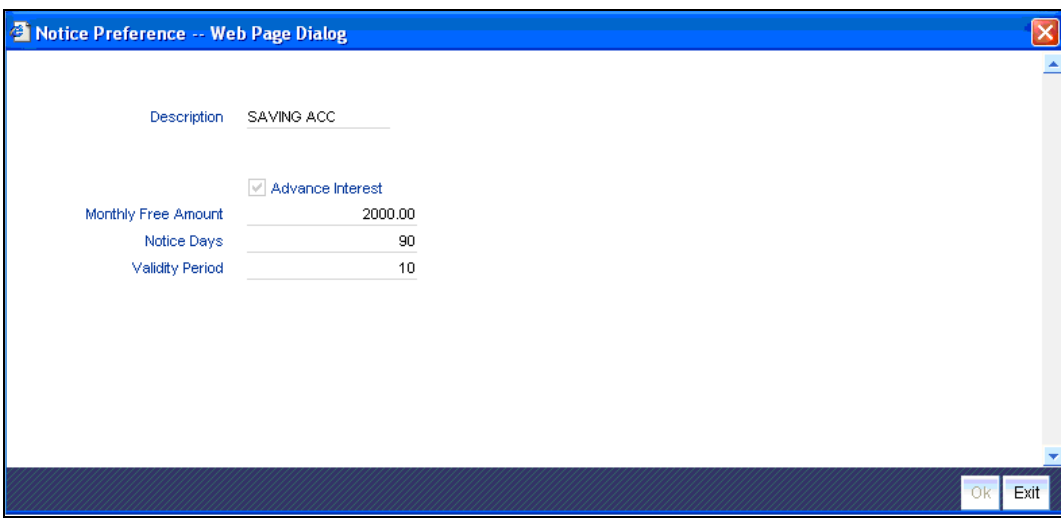 Notice Preference -- Web Page Dialog
Description SAVING ACC
Advance Interest
Monthly Free Amount 2000.00
Notice Days 90
Validity Period 10
Ok Exit